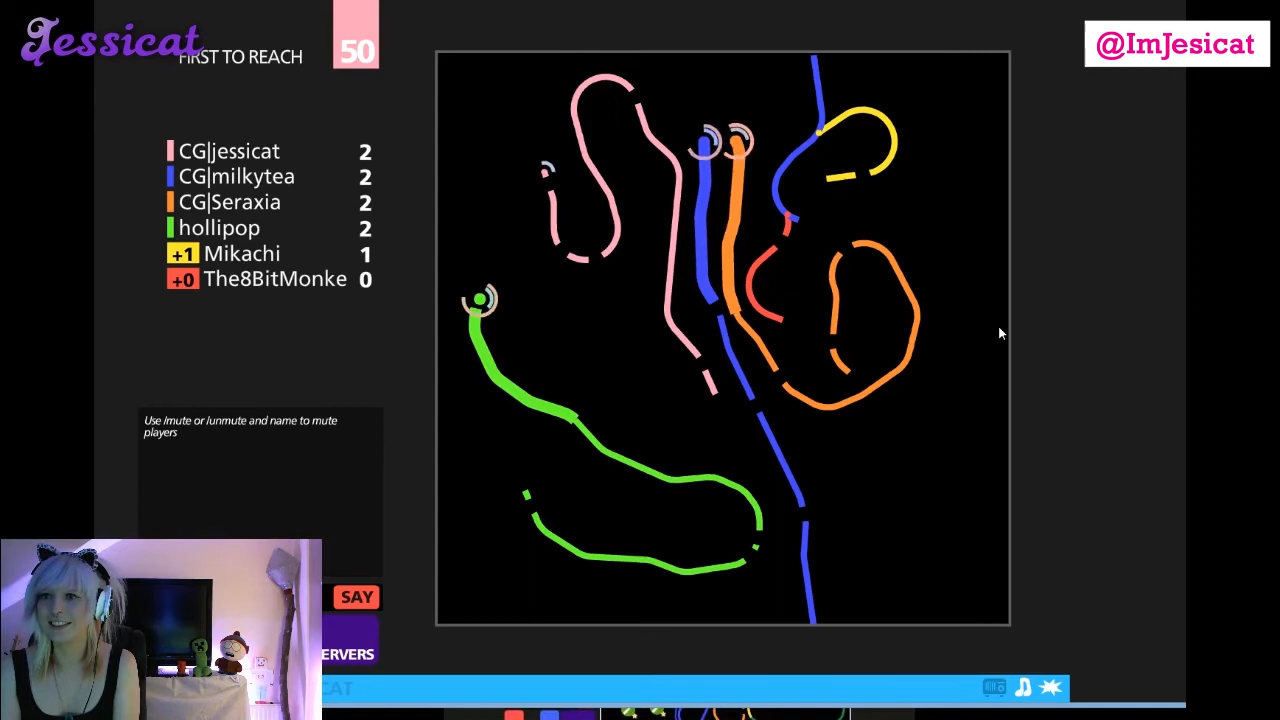 Jessicat
FIRST TO REACH
50
@ImJesicat
CG|jessicat 2
CG|milkytea 2
CG|Seraxia 2
hollipop 2
+1 Mikachi 1
+0 The8BitMonke 0
Use /mute or /unmute and name to mute
players
SAY
ERVERS
CAT